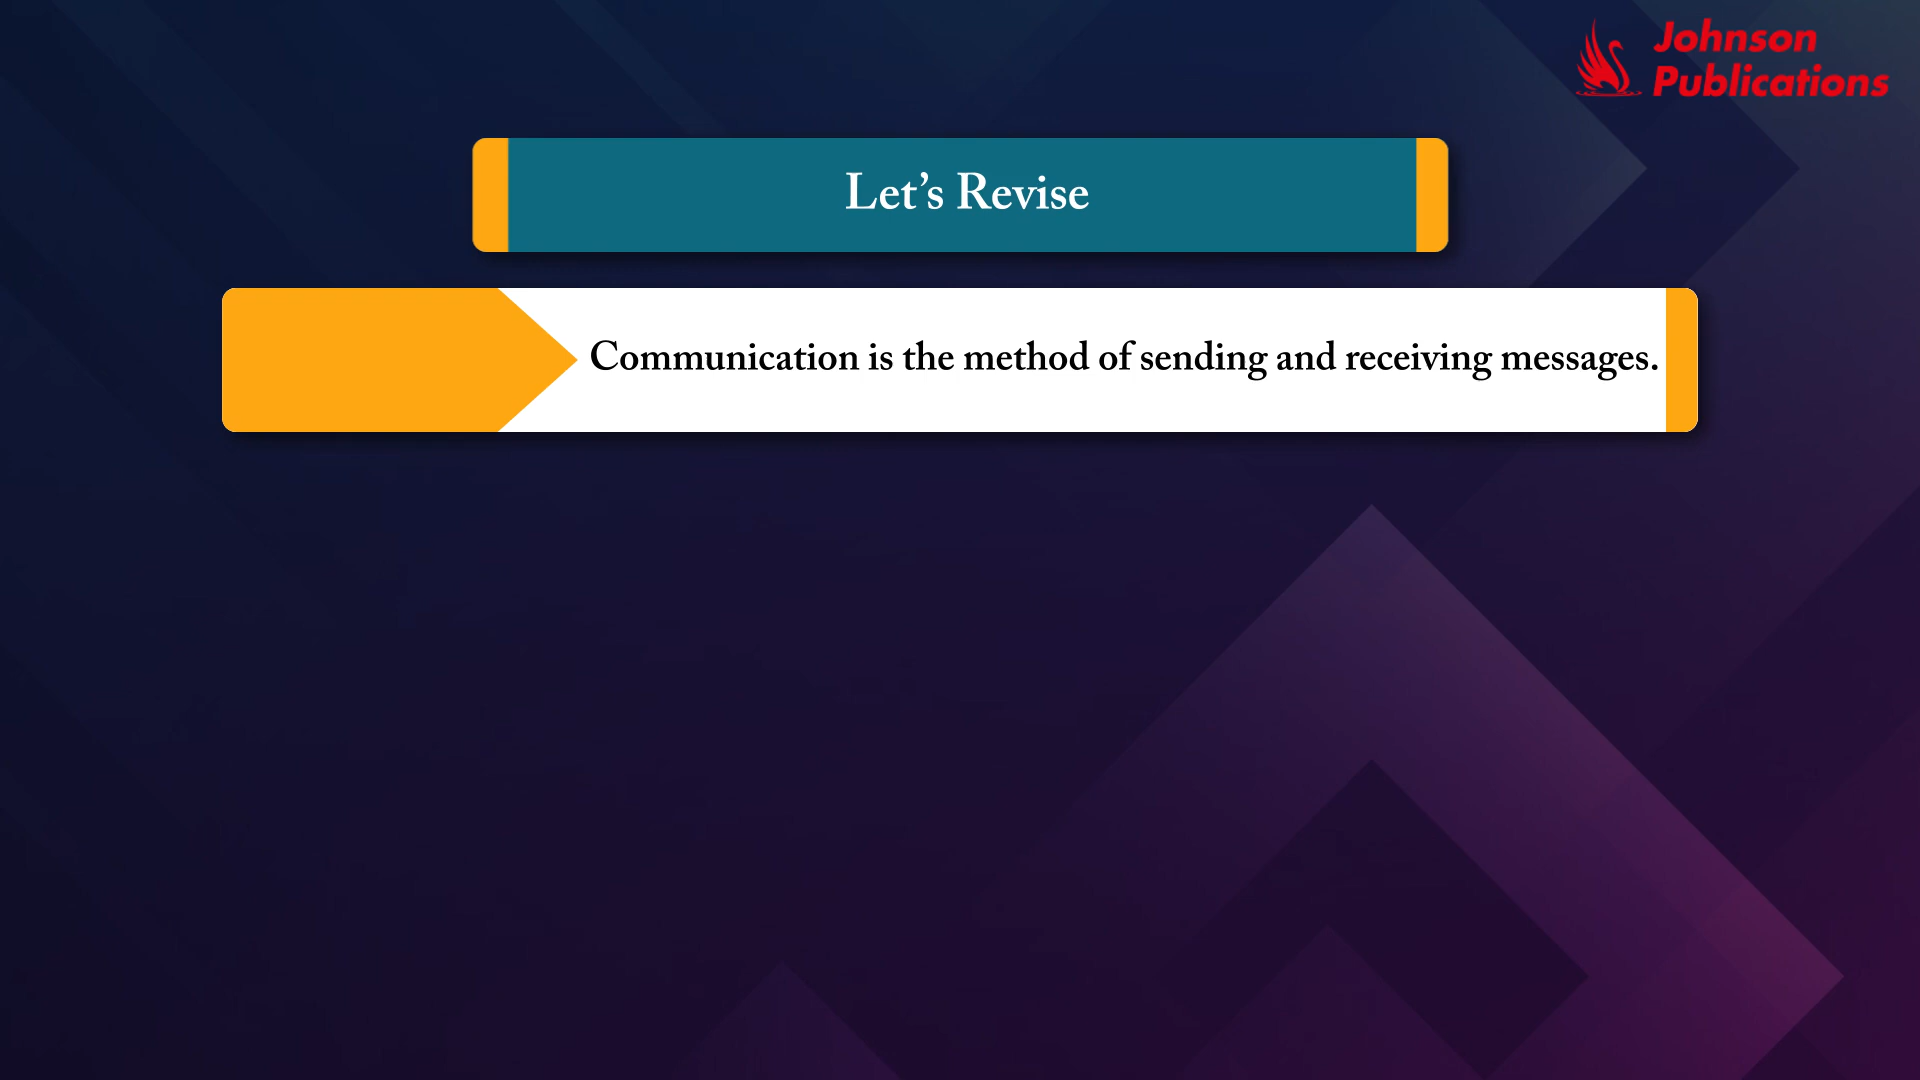 Johnson
Publications
Let’s Revise
Communication is the method of sending and receiving messages.